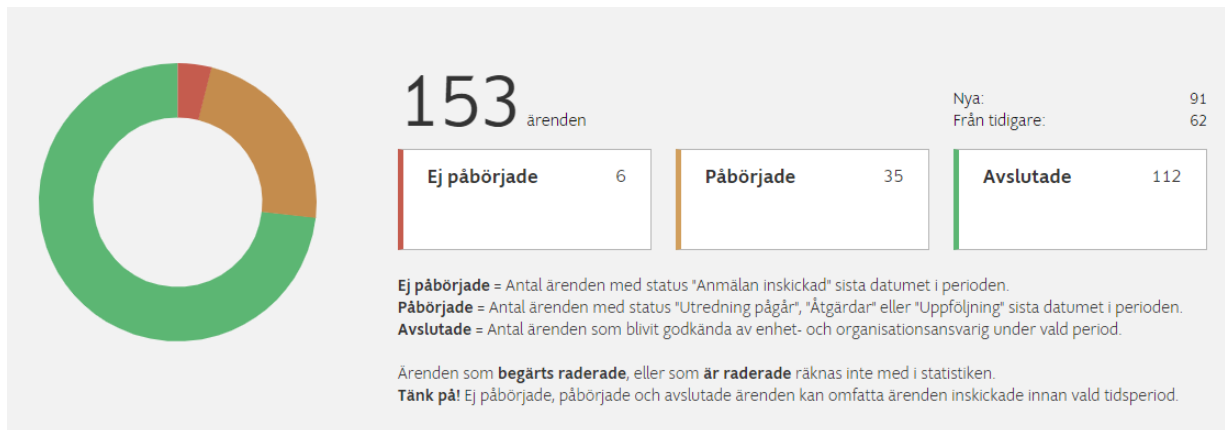 153 ärenden
Nya: 91
Från tidigare: 62
Ej påbörjade 6
Påbörjade 35
Avslutade 112
Ej påbörjade = Antal ärenden med status "Anmälan inskickad" sista datumet i perioden.
Påbörjade = Antal ärenden med status "Utredning pågår", "Åtgärdar" eller "Uppföljning" sista datumet i perioden.
Avslutade = Antal ärenden som blivit godkända av enhet- och organisationsansvarig under vald period.
Ärenden som begärts raderade, eller som är raderade räknas inte med i statistiken.
Tänk på! Ej påbörjade, påbörjade och avslutade ärenden kan omfatta ärenden inskickade innan vald tidsperiod.